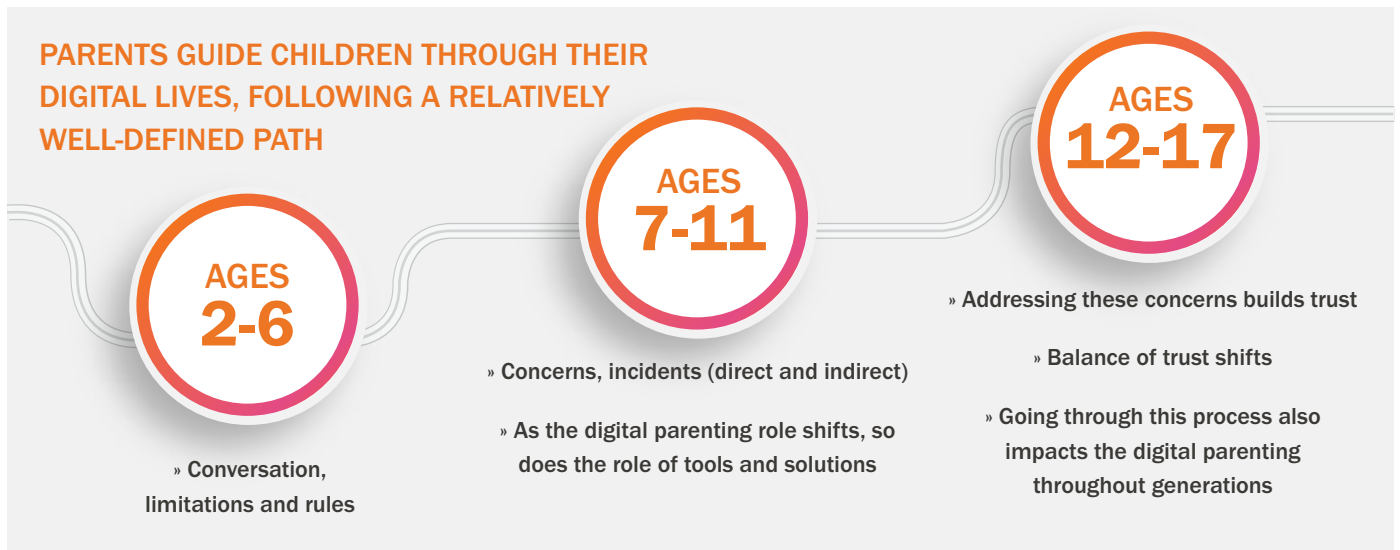 PARENTS GUIDE CHILDREN THROUGH THEIR
DIGITAL LIVES, FOLLOWING A RELATIVELY
WELL-DEFINED PATH
AGES
2-6
» Conversation,
limitations and rules
AGES
7-11
» Concerns, incidents (direct and indirect)
» As the digital parenting role shifts, so
does the role of tools and solutions
AGES
12-17
» Addressing these concerns builds trust
» Balance of trust shifts
» Going through this process also
impacts the digital parenting
throughout generations